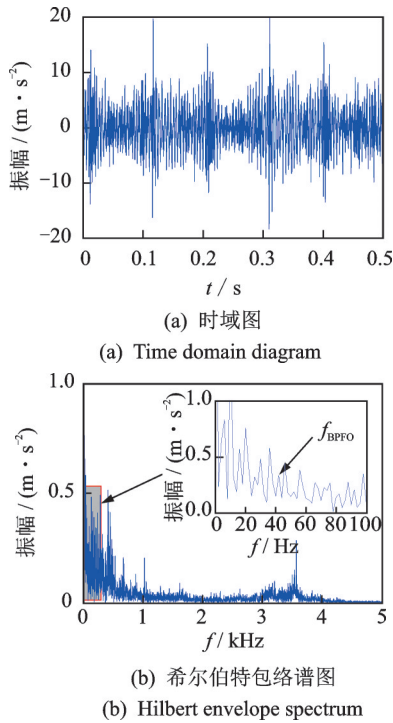 振幅 / (m·s⁻²)
20
10
0
−10
−20
0 0.1 0.2 0.3 0.4 0.5
t / s
(a) 时域图
(a) Time domain diagram
振幅 / (m·s⁻²)
1.0
0.5
0
0 1 2 3 4 5
f / kHz
振幅 / (m·s⁻²)
1.0
0.5
0.0
0 20 40 60 80 100
f / Hz
fBPFO
(b) 希尔伯特包络谱图
(b) Hilbert envelope spectrum